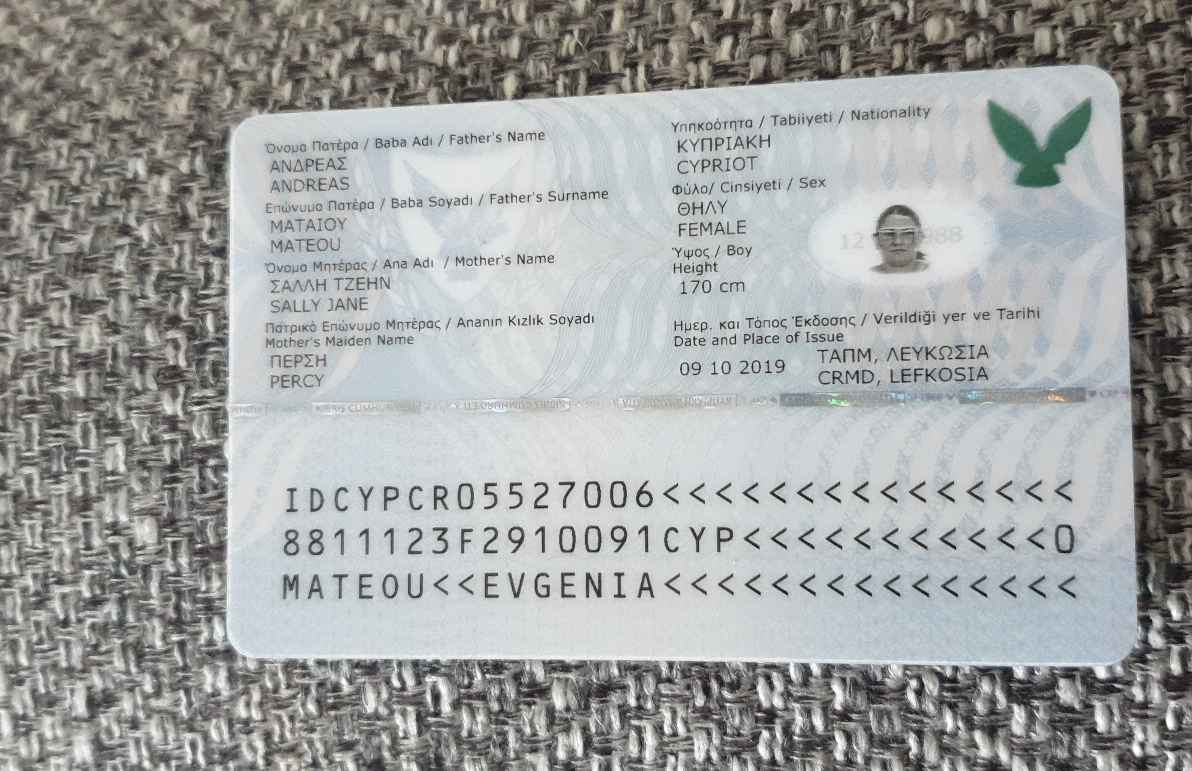 Όνομα Πατέρα / Baba Adı / Father's Name
ΑΝΔΡΕΑΣ
ANDREAS
Επώνυμο Πατέρα / Baba Soyadı / Father's Surname
ΜΑΤΑΙΟΥ
MATEOU
Όνομα Μητέρας / Ana Adı / Mother's Name
ΣΑΛΛΗ ΤΖΕΗΝ
SALLY JANE
Πατρικό Επώνυμο Μητέρας / Ananin Kızlık Soyadı
Mother's Maiden Name
ΠΕΡΣΗ
PERCY
Υπηκοότητα / Tabiiyeti / Nationality
ΚΥΠΡΙΑΚΗ
CYPRIOT
Φύλο/ Cinsiyeti / Sex
ΘΗΛΥ
FEMALE
Ύψος / Boy
Height
170 cm
Ημερ. και Τόπος Έκδοσης / Verildiği yer ve Tarihi
Date and Place of Issue
09 10 2019
ΤΑΠΜ, ΛΕΥΚΩΣΙΑ
CRMD, LEFKOSIA
IDCYPCR05527006<<<<<<<<<<<<<<<
8811123F2910091CYP<<<<<<<<<<<0
MATEOU<<EVGENIA<<<<<<<<<<<<<<<